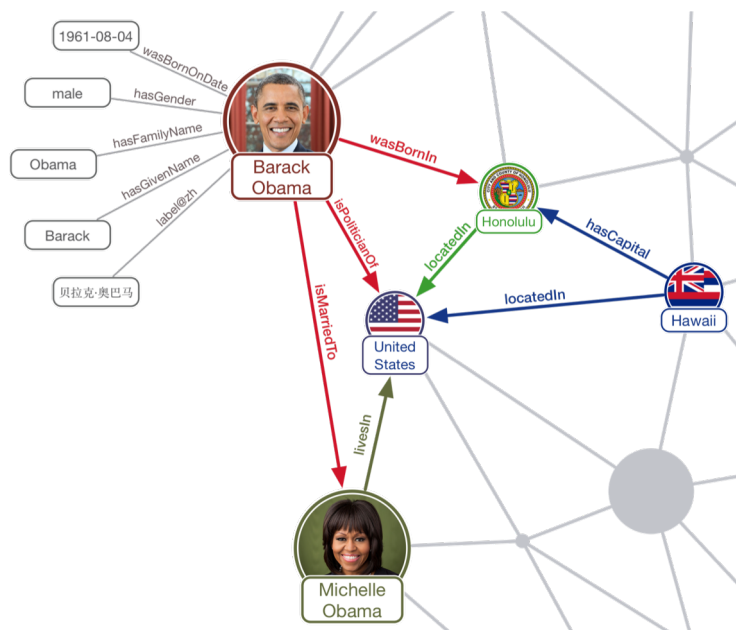 1961-08-04
wasBornOnDate
male
hasGender
hasFamilyName
Obama
hasGivenName
Barack
label@zh
贝拉克·奥巴马
Barack
Obama
wasBornIn
isPoliticianOf
isMarriedTo
Honolulu
locatedIn
hasCapital
locatedIn
Hawaii
United
States
livesIn
Michelle
Obama